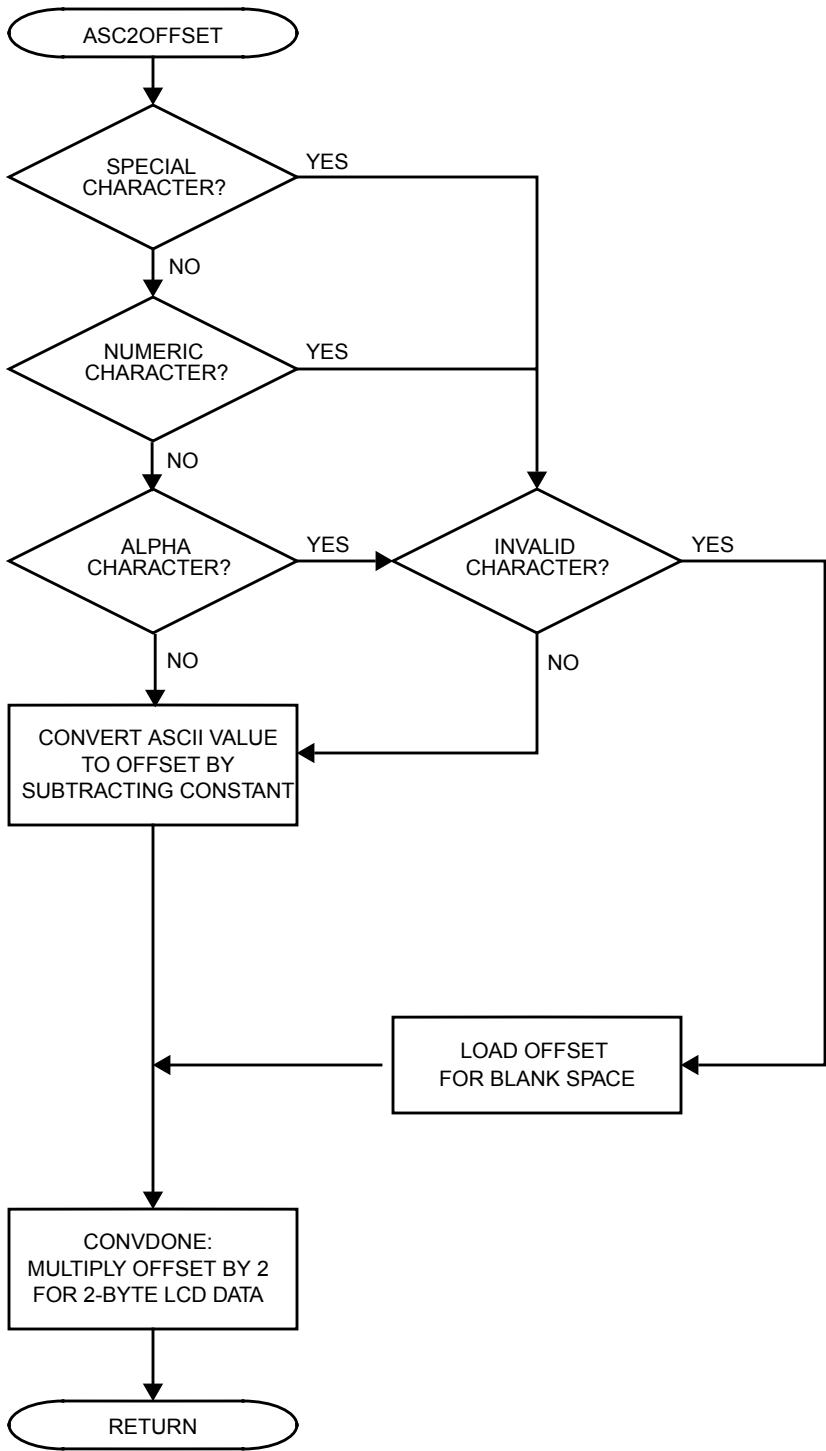 ASC2OFFSET
SPECIAL
CHARACTER?
YES
NO
NUMERIC
CHARACTER?
YES
NO
ALPHA
CHARACTER?
YES
INVALID
CHARACTER?
YES
NO
NO
CONVERT ASCII VALUE
TO OFFSET BY
SUBTRACTING CONSTANT
LOAD OFFSET
FOR BLANK SPACE
CONVDONE:
MULTIPLY OFFSET BY 2
FOR 2-BYTE LCD DATA
RETURN